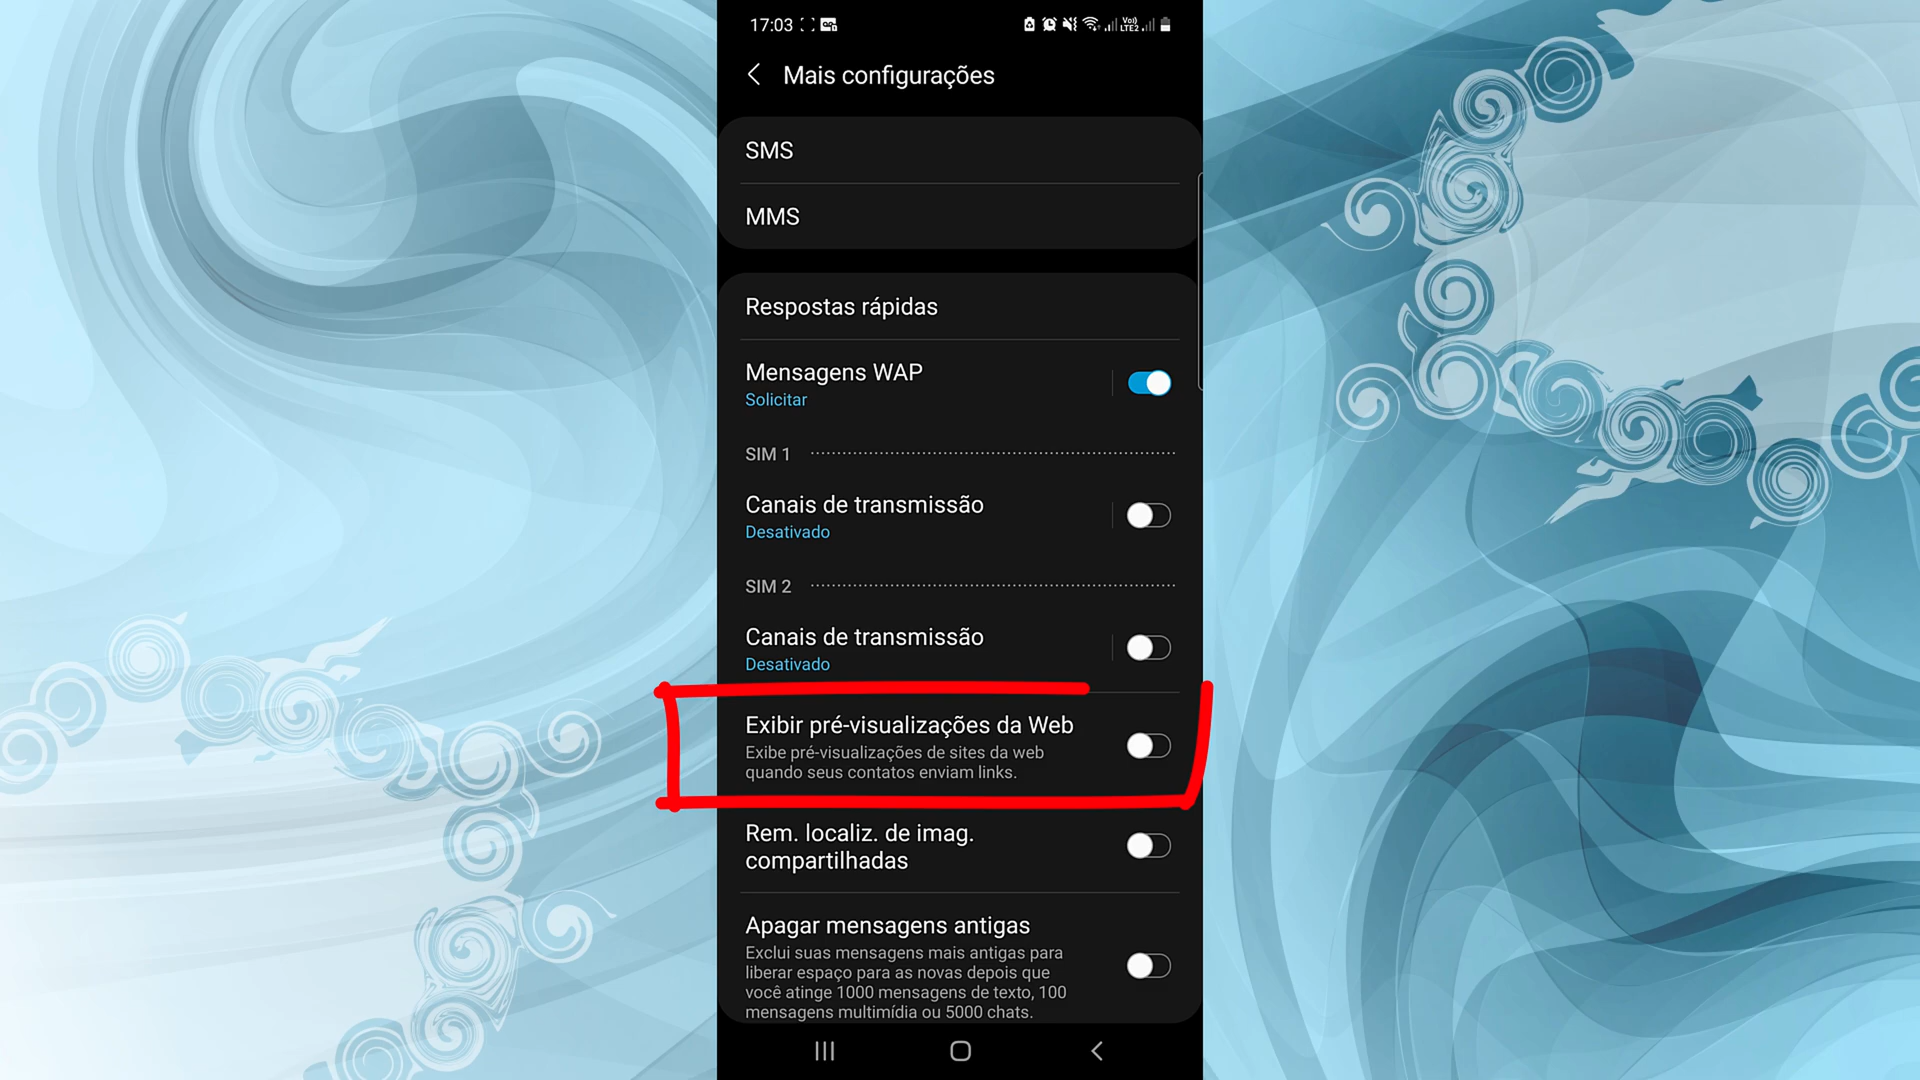 17:03
Vo) LTE2
Mais configurações
SMS
MMS
Respostas rápidas
Mensagens WAP
Solicitar
SIM 1
Canais de transmissão
Desativado
SIM 2
Canais de transmissão
Desativado
Exibir pré-visualizações da Web
Exibe pré-visualizações de sites da web
quando seus contatos enviam links.
Rem. localiz. de imag.
compartilhadas
Apagar mensagens antigas
Exclui suas mensagens mais antigas para
liberar espaço para as novas depois que
você atinge 1000 mensagens de texto, 100
mensagens multimídia ou 5000 chats.